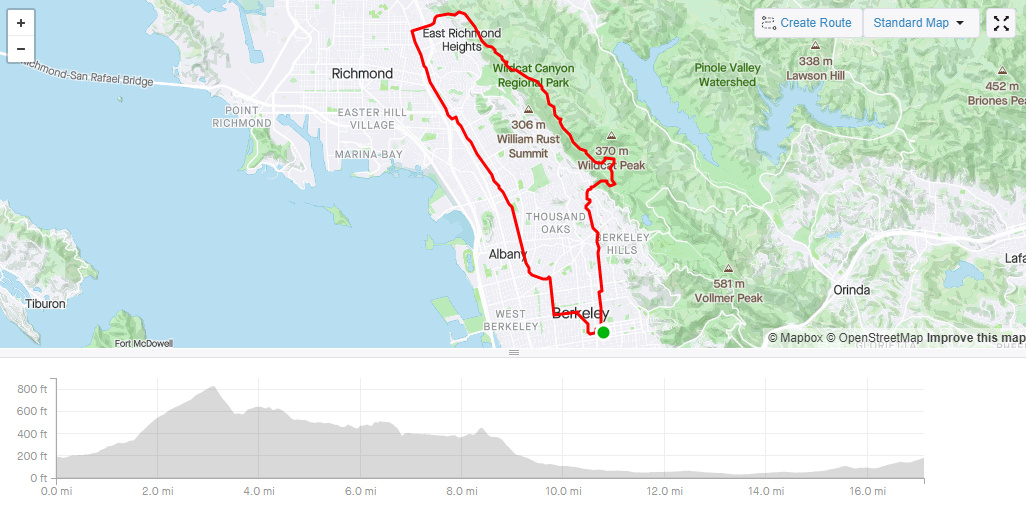 +
−
Create Route
Standard Map
East Richmond
Heights
Richmond
Wildcat Canyon
Regional Park
Pinole Valley
Watershed
338 m
Lawson Hill
452 m
Briones Pea
Richmond-San Rafael Bridge
POINT
RICHMOND
EASTER HILL
VILLAGE
MARINA-BAY
306 m
William Rust
Summit
370 m
Wildcat Peak
THOUSAND
OAKS
BERKELEY
HILLS
Albany
Orinda
Lafa
581 m
Vollmer Peak
WEST
BERKELEY
Berkeley
Tiburon
Fort McDowell
© Mapbox © OpenStreetMap Improve this map
800 ft
600 ft
400 ft
200 ft
0 ft
0.0 mi
2.0 mi
4.0 mi
6.0 mi
8.0 mi
10.0 mi
12.0 mi
14.0 mi
16.0 mi